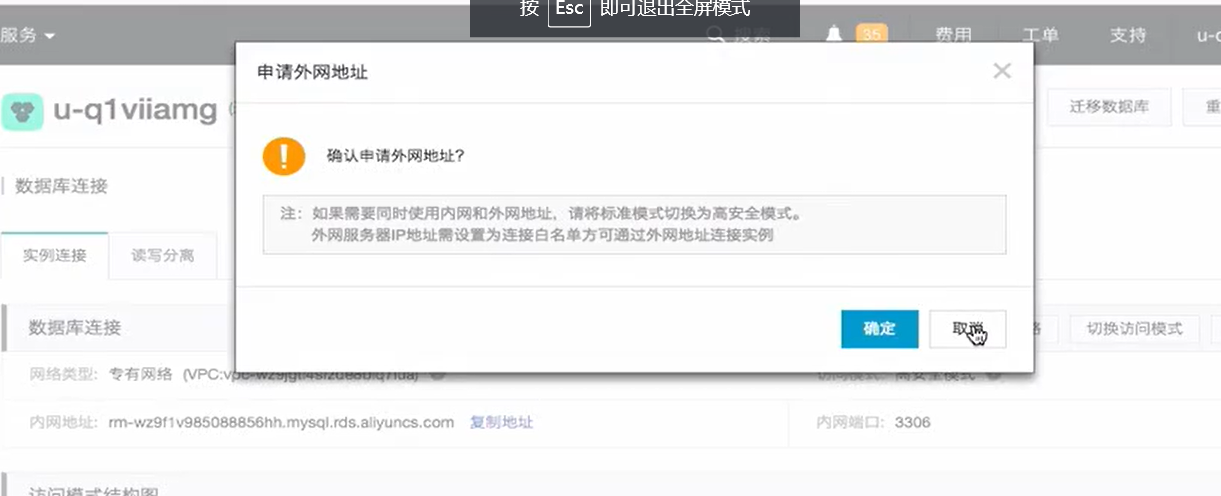 按 Esc 即可退出全屏模式
服务
搜索
35
费用
工单
支持
申请外网地址
u-q1viiamg
迁移数据库
确认申请外网地址?
数据库连接
注：如果需要同时使用内网和外网地址，请将标准模式切换为高安全模式。
外网服务器IP地址需设置为连接白名单方可通过外网地址连接实例
实例连接
读写分离
确定
数据库连接
切换访问模式
网络类型: 专有网络
访问模式: 高安全模式
内网地址: rm-wz9f1v985088856hh.mysql.rds.aliyuncs.com 复制地址
内网端口: 3306
访问模式结构图